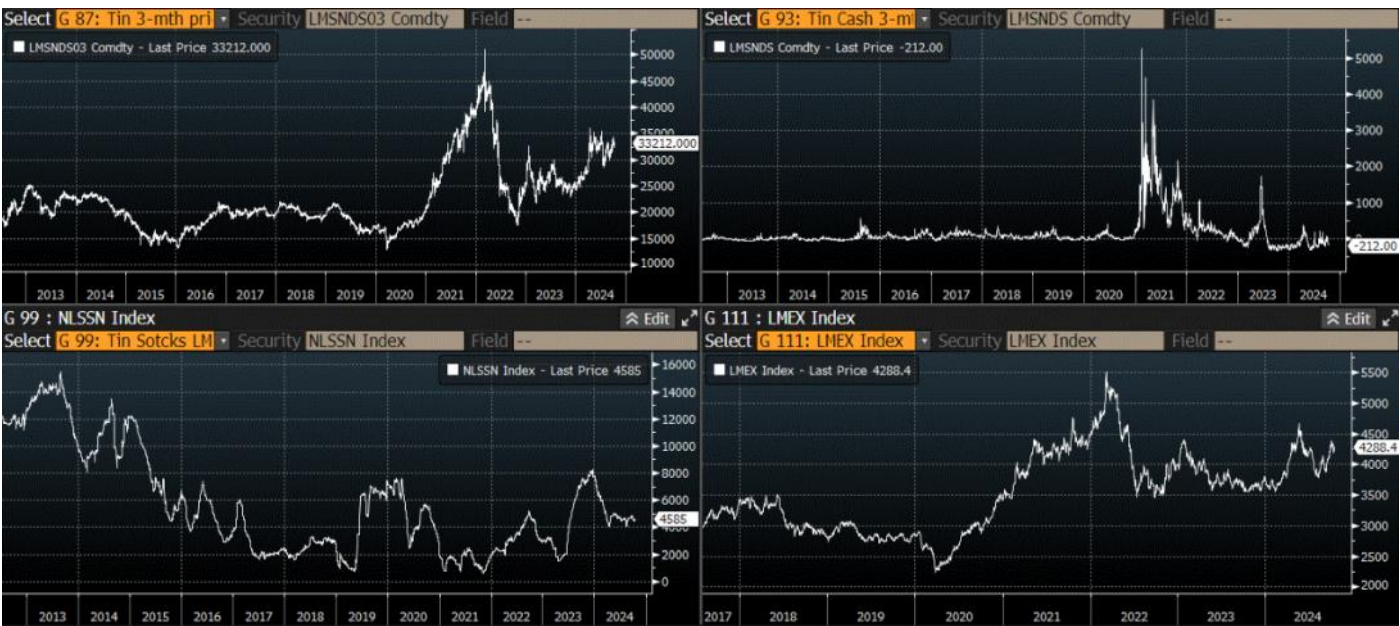 Select G 87: Tin 3-mth pri Security LMSNDS03 Comdty Field --
LMSNDS03 Comdty - Last Price 33212.000
50000
45000
40000
35000
33212.000
30000
25000
20000
15000
10000
2013 2014 2015 2016 2017 2018 2019 2020 2021 2022 2023 2024
Select G 93: Tin Cash 3-m Security LMSNDS Comdty Field --
LMSNDS Comdty - Last Price -212.00
5000
4000
3000
2000
1000
-212.00
2013 2014 2015 2016 2017 2018 2019 2020 2021 2022 2023 2024
G 99 : NLSSN Index Edit
Select G 99: Tin Sotcks LM Security NLSSN Index Field --
NLSSN Index - Last Price 4585
16000
14000
12000
10000
8000
6000
4585
2000
0
2013 2014 2015 2016 2017 2018 2019 2020 2021 2022 2023 2024
G 111 : LMEX Index Edit
Select G 111: LMEX Index Security LMEX Index Field --
LMEX Index - Last Price 4288.4
5500
5000
4500
4288.4
4000
3500
3000
2500
2000
2017 2018 2019 2020 2021 2022 2023 2024